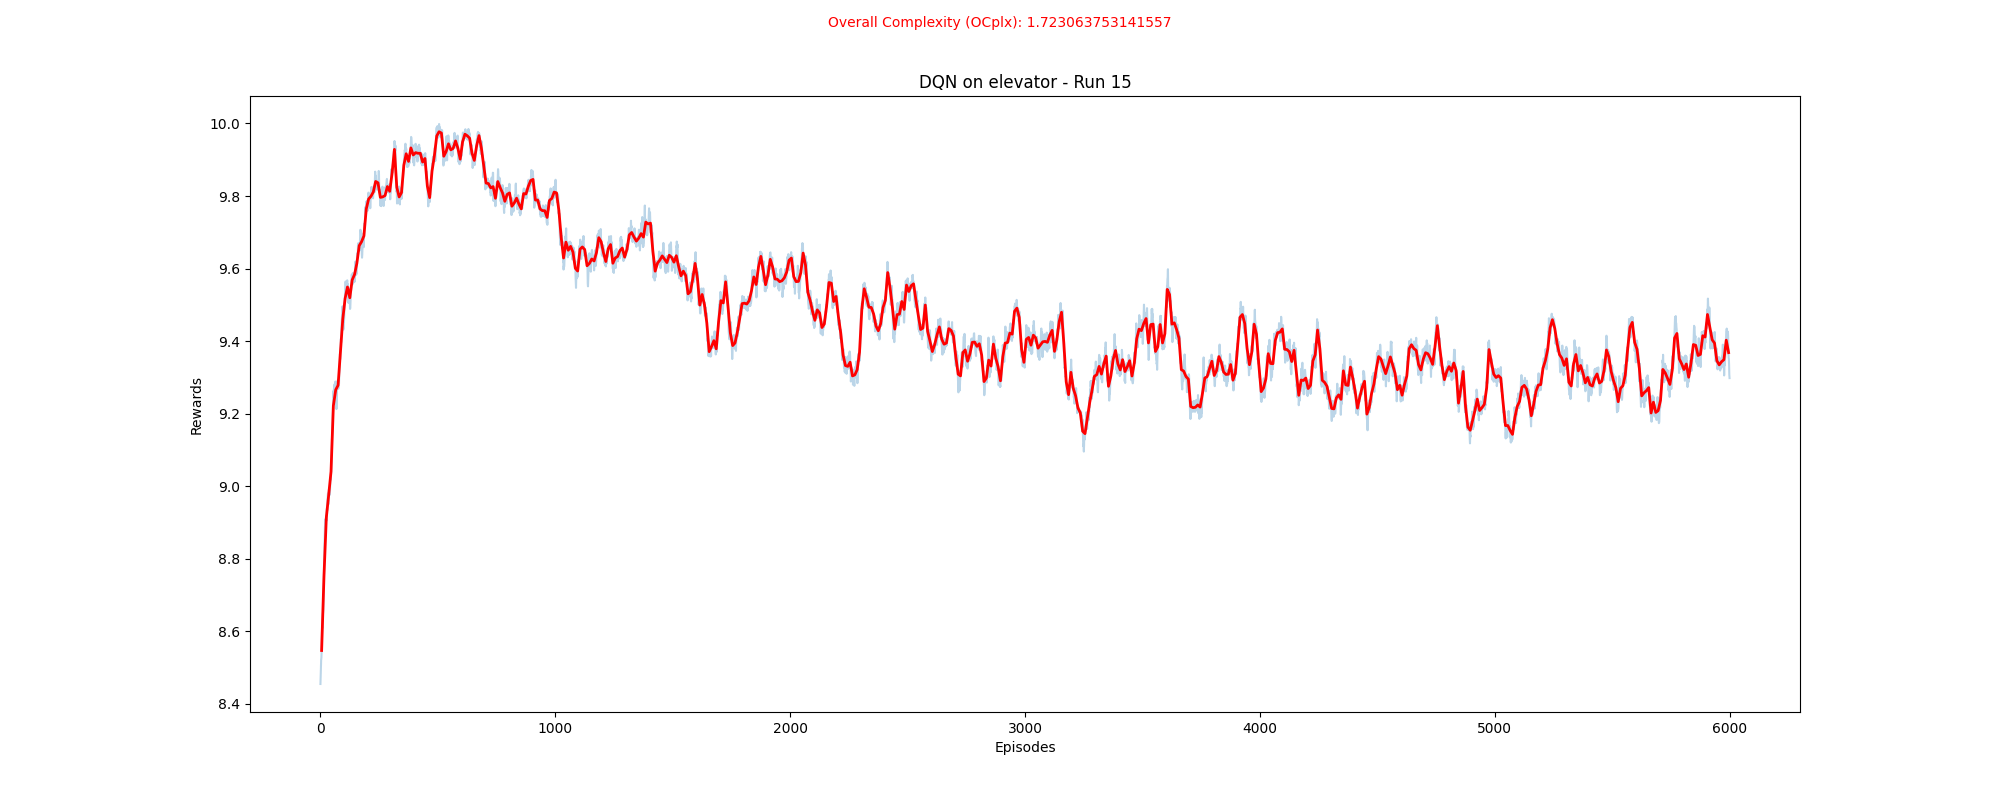 Overall Complexity (OCplx): 1.723063753141557
DQN on elevator - Run 15
10.0
9.8
9.6
9.4
9.2
9.0
8.8
8.6
8.4
Rewards
0 1000 2000 3000 4000 5000 6000
Episodes